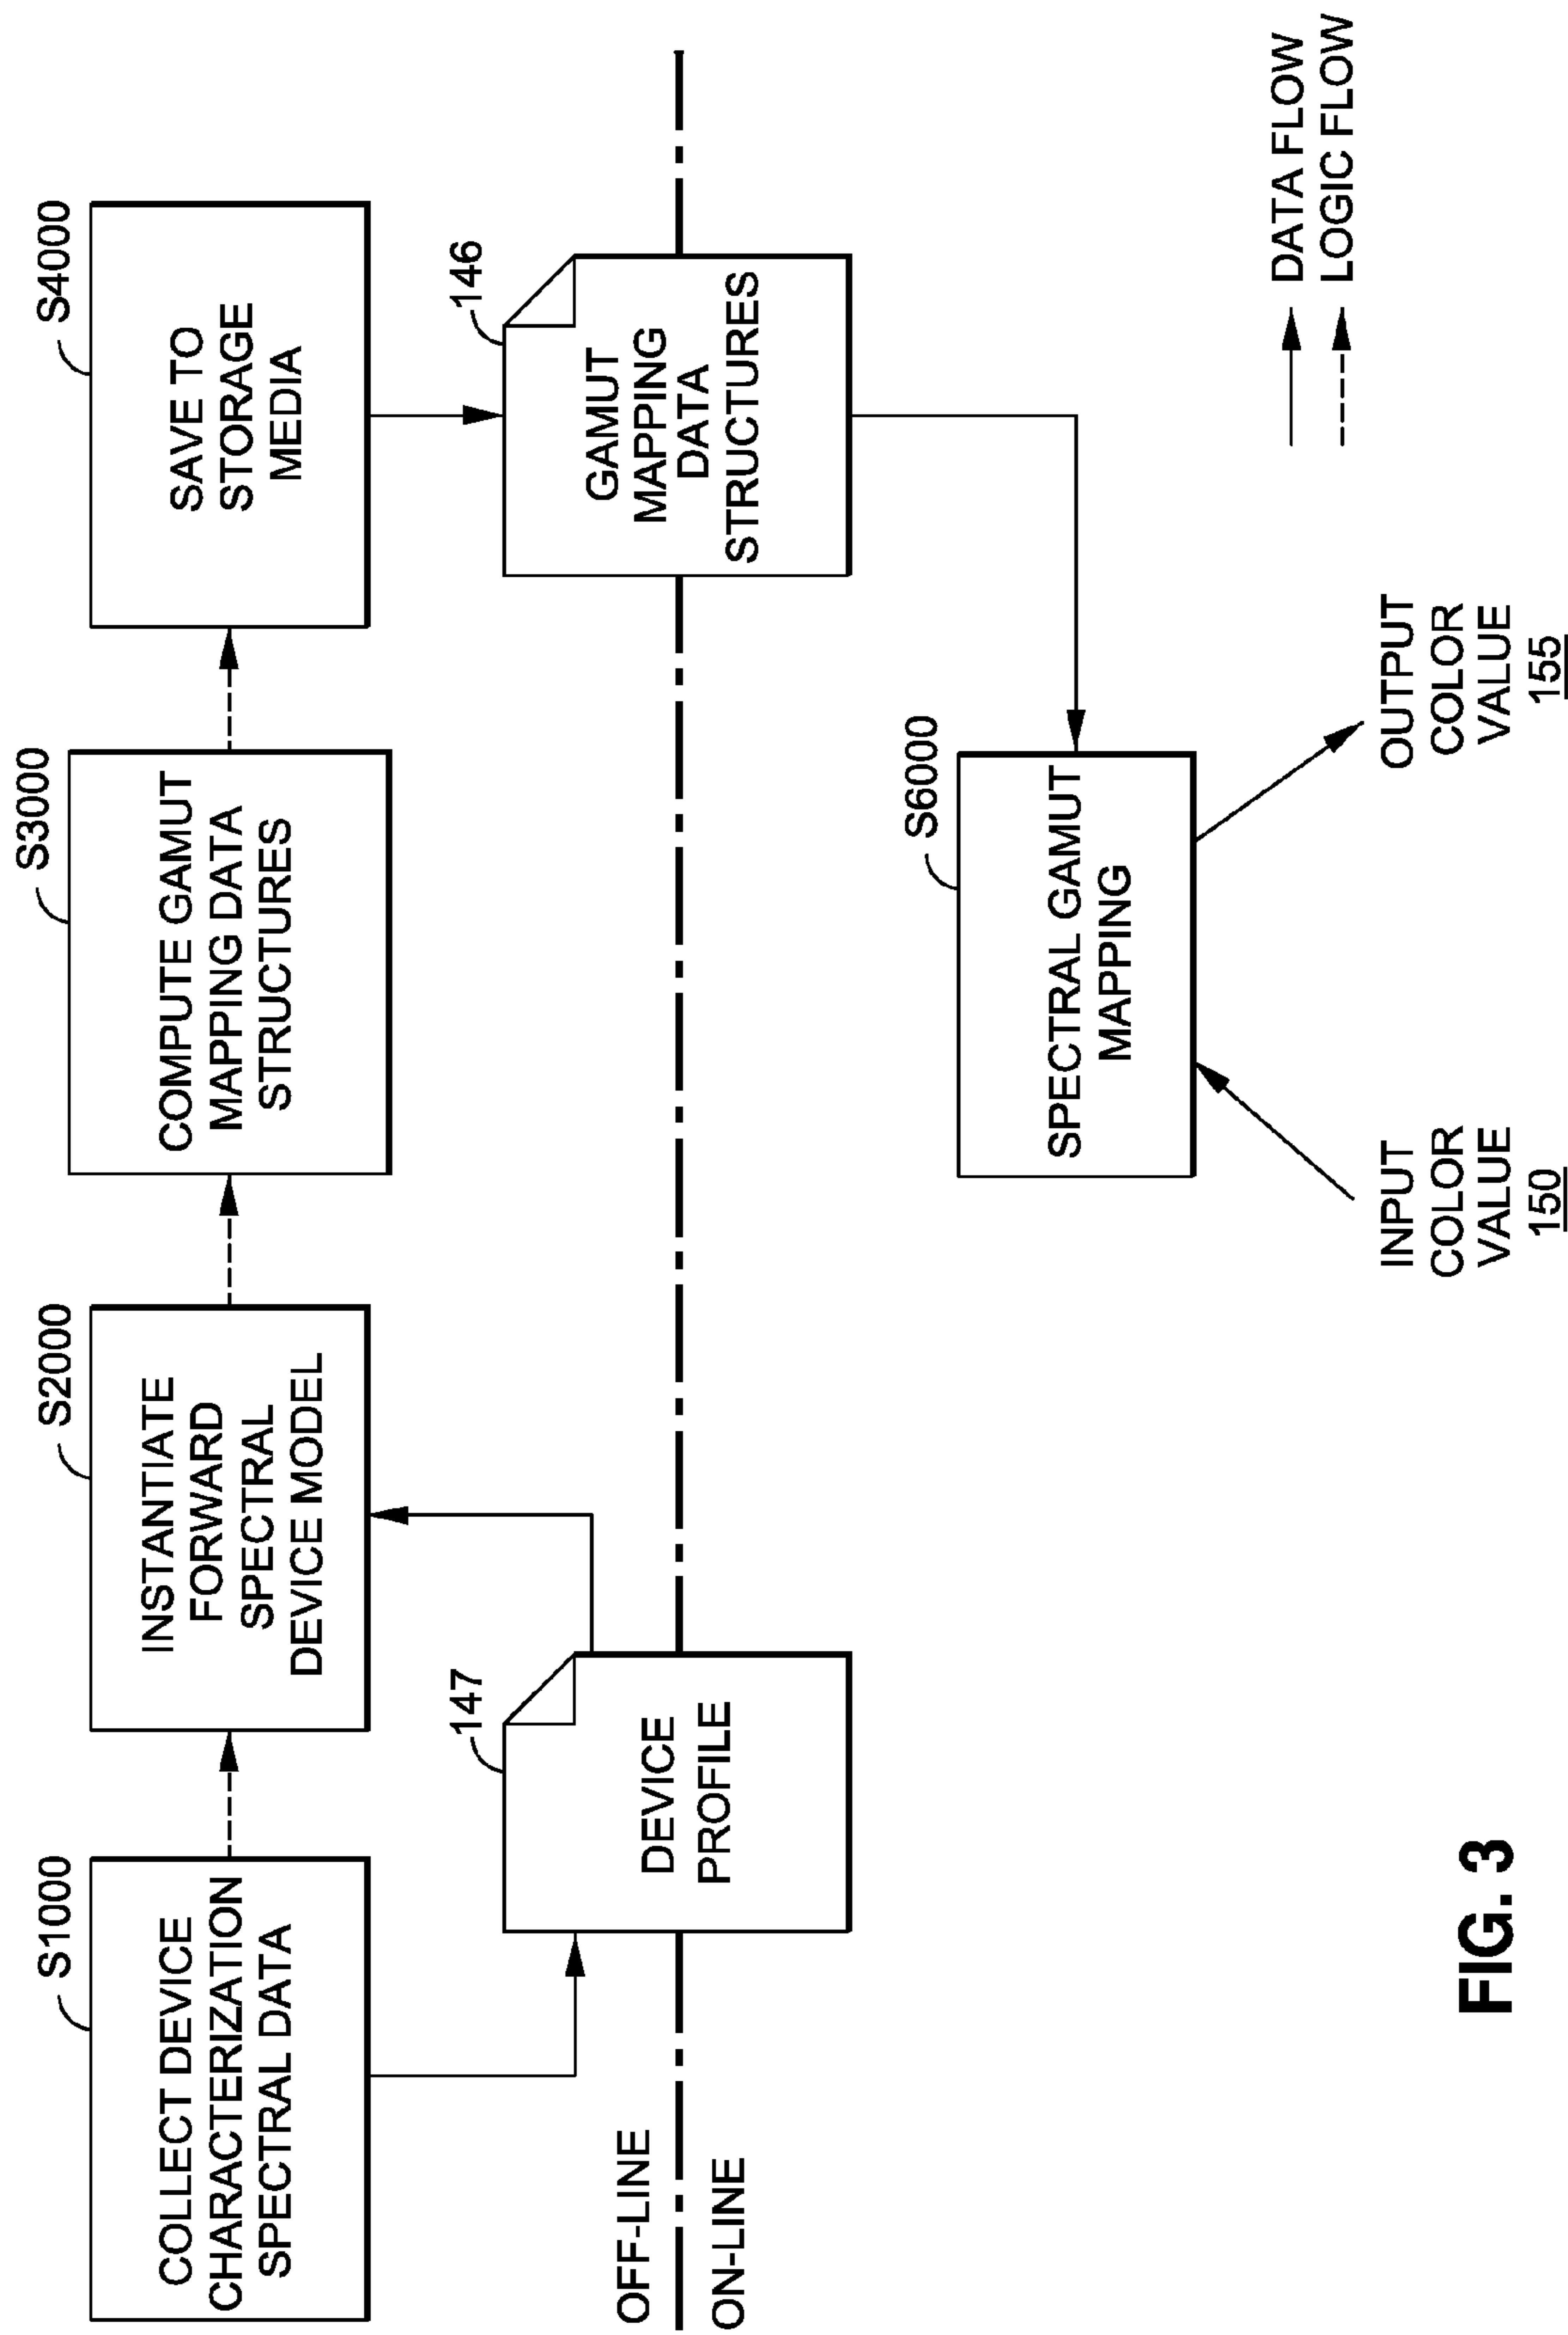 S1000
COLLECT DEVICE
CHARACTERIZATION
SPECTRAL DATA
S2000
INSTANTIATE
FORWARD
SPECTRAL
DEVICE MODEL
S3000
COMPUTE GAMUT
MAPPING DATA
STRUCTURES
S4000
SAVE TO
STORAGE
MEDIA
147
DEVICE
PROFILE
146
GAMUT
MAPPING
DATA
STRUCTURES
OFF-LINE
ON-LINE
S6000
SPECTRAL GAMUT
MAPPING
INPUT
COLOR
VALUE
150
OUTPUT
COLOR
VALUE
155
DATA FLOW
LOGIC FLOW
FIG. 3